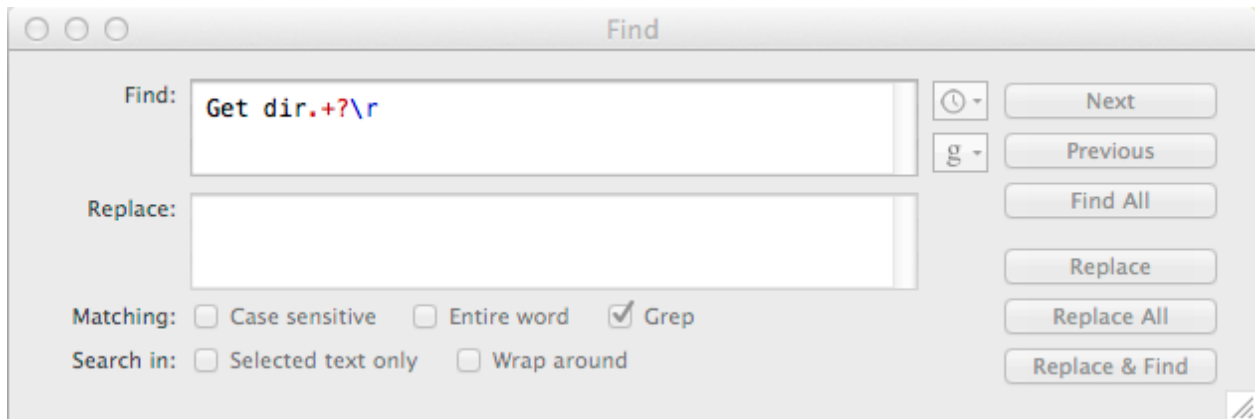 Find
Find:
Get dir.+?\r
g
Next
Previous
Find All
Replace:
Replace
Replace All
Replace & Find
Matching: Case sensitive Entire word Grep
Search in: Selected text only Wrap around